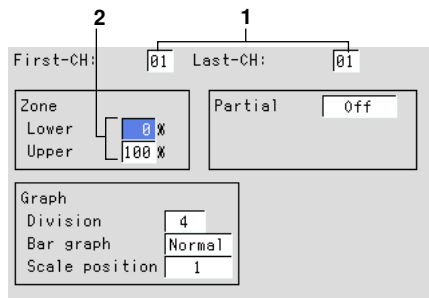 2 1
First-CH: 01 Last-CH: 01
Zone
Lower 0 %
Upper 100 %
Partial Off
Graph
Division 4
Bar graph Normal
Scale position 1